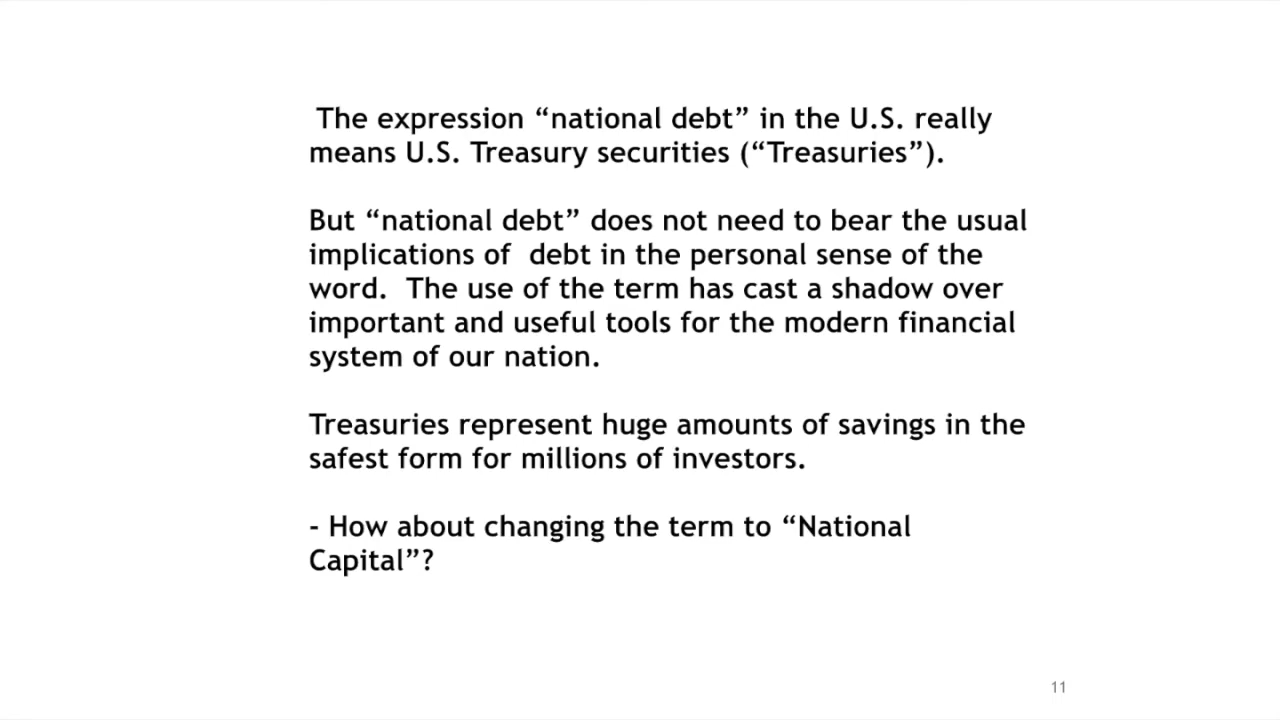 The expression “national debt” in the U.S. really
means U.S. Treasury securities (“Treasuries”).
But “national debt” does not need to bear the usual
implications of  debt in the personal sense of the
word.  The use of the term has cast a shadow over
important and useful tools for the modern financial
system of our nation.
Treasuries represent huge amounts of savings in the
safest form for millions of investors.
- How about changing the term to “National
Capital”?
11